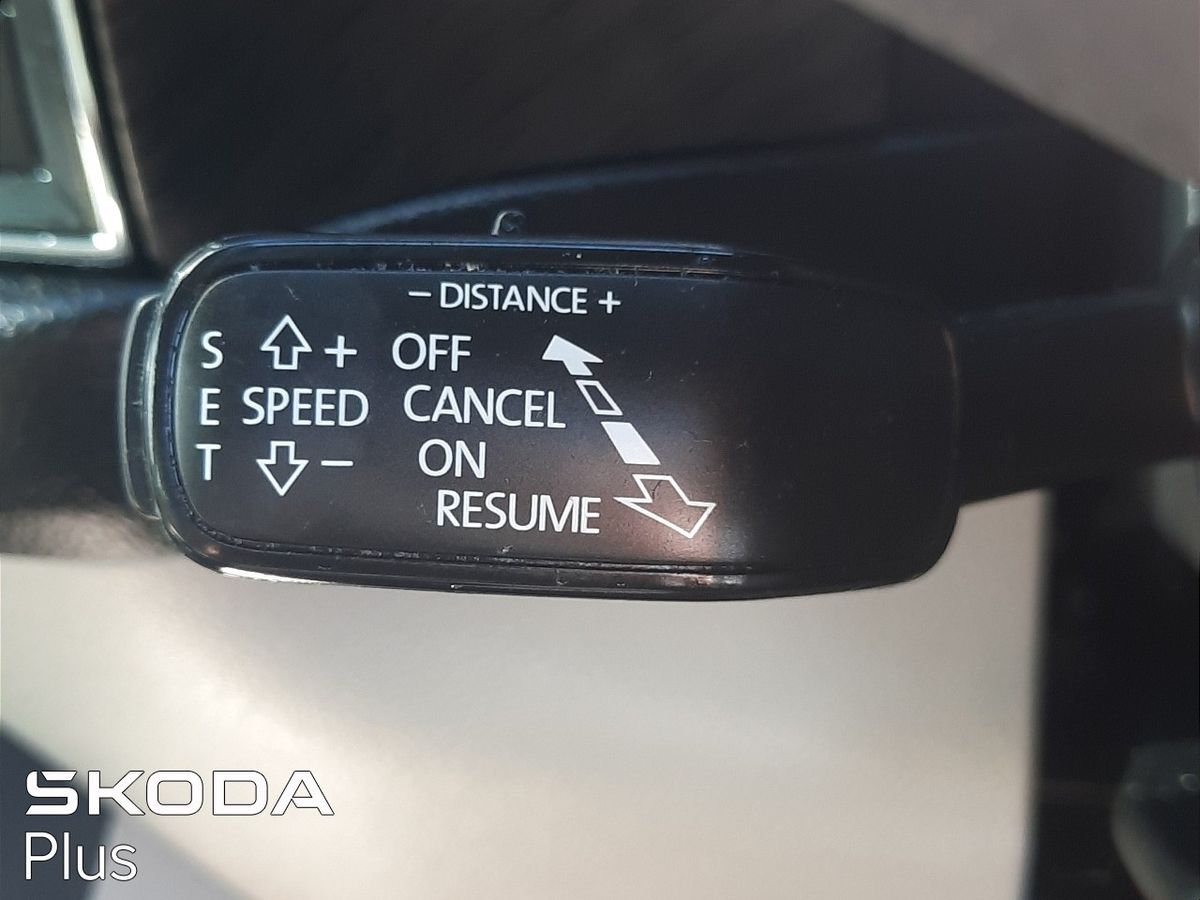 − DISTANCE +
S + OFF
E SPEED CANCEL
T − ON
RESUME
SKODA
Plus